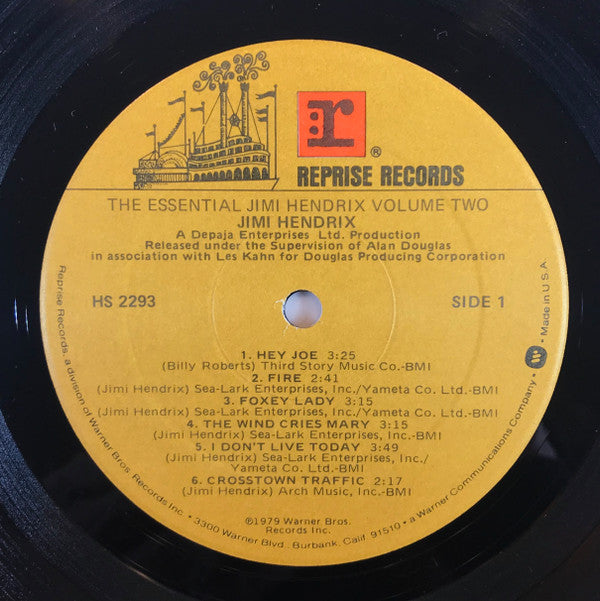 r
®
REPRISE RECORDS
THE ESSENTIAL JIMI HENDRIX VOLUME TWO
JIMI HENDRIX
A Depaja Enterprises Ltd. Production
Released under the Supervision of Alan Douglas
in association with Les Kahn for Douglas Producing Corporation
HS 2293
SIDE 1
1. HEY JOE 3:25
(Billy Roberts) Third Story Music Co.-BMI
2. FIRE 2:41
(Jimi Hendrix) Sea-Lark Enterprises, Inc./Yameta Co. Ltd.-BMI
3. FOXEY LADY 3:15
(Jimi Hendrix) Sea-Lark Enterprises, Inc./Yameta Co. Ltd.-BMI
4. THE WIND CRIES MARY 3:15
(Jimi Hendrix) Sea-Lark Enterprises, Inc./Yameta Co. Ltd.-BMI
5. I DON'T LIVE TODAY 3:49
(Jimi Hendrix) Sea-Lark Enterprises, Inc./
Yameta Co. Ltd.-BMI
6. CROSSTOWN TRAFFIC 2:17
(Jimi Hendrix) Arch Music, Inc.-BMI
℗1979 Warner Bros.
Records Inc.
Reprise Records, a division of Warner Bros. Records Inc. • 3300 Warner Blvd., Burbank, Calif. 91510 • a Warner Communications Company • W • Made in U.S.A.